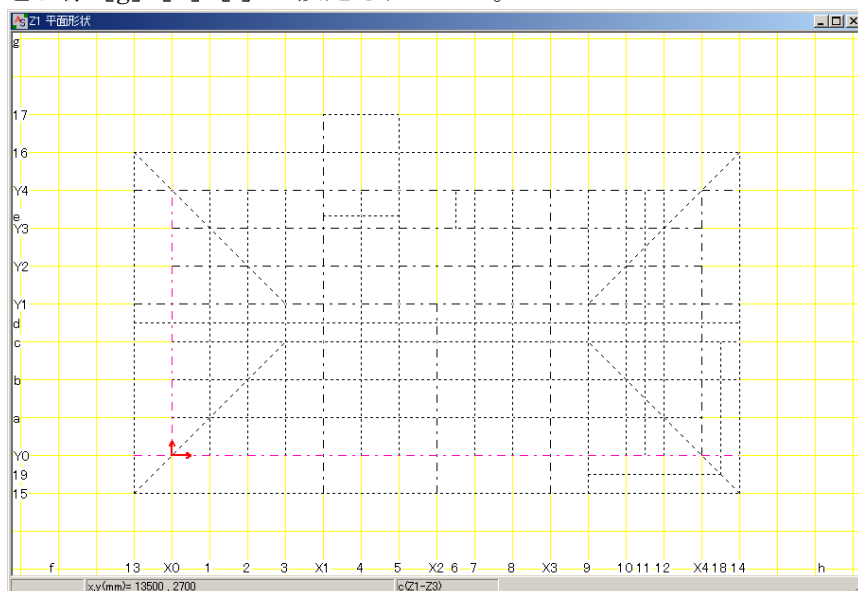 Z1 平面形状
g
17
16
Y4
e
Y3
Y2
Y1
d
c
b
a
Y0
19
15
f 13 X0 1 2 3 X1 4 5 X2 6 7 8 X3 9 10 11 12 X4 18 14 h
x,y(mm)= 13500 , 2700 c(Z1-Z3)